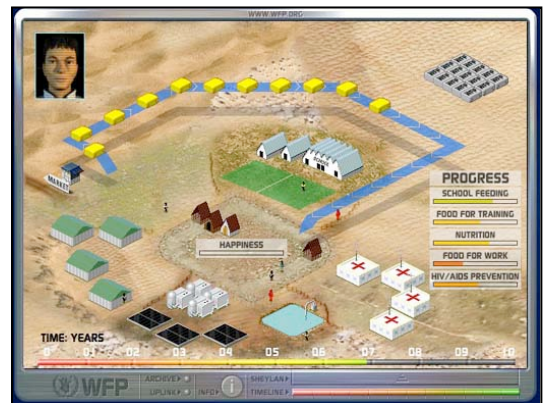 WWW.WFP.ORG
SCHOOL
MARKET
PROGRESS
SCHOOL FEEDING
FOOD FOR TRAINING
NUTRITION
FOOD FOR WORK
HIV/AIDS PREVENTION
HAPPINESS
TIME: YEARS
0 01 02 03 04 05 06 07 08 09 10
WFP
ARCHIVE
UPLINK
INFO
i
SHEYLAN
TIMELINE